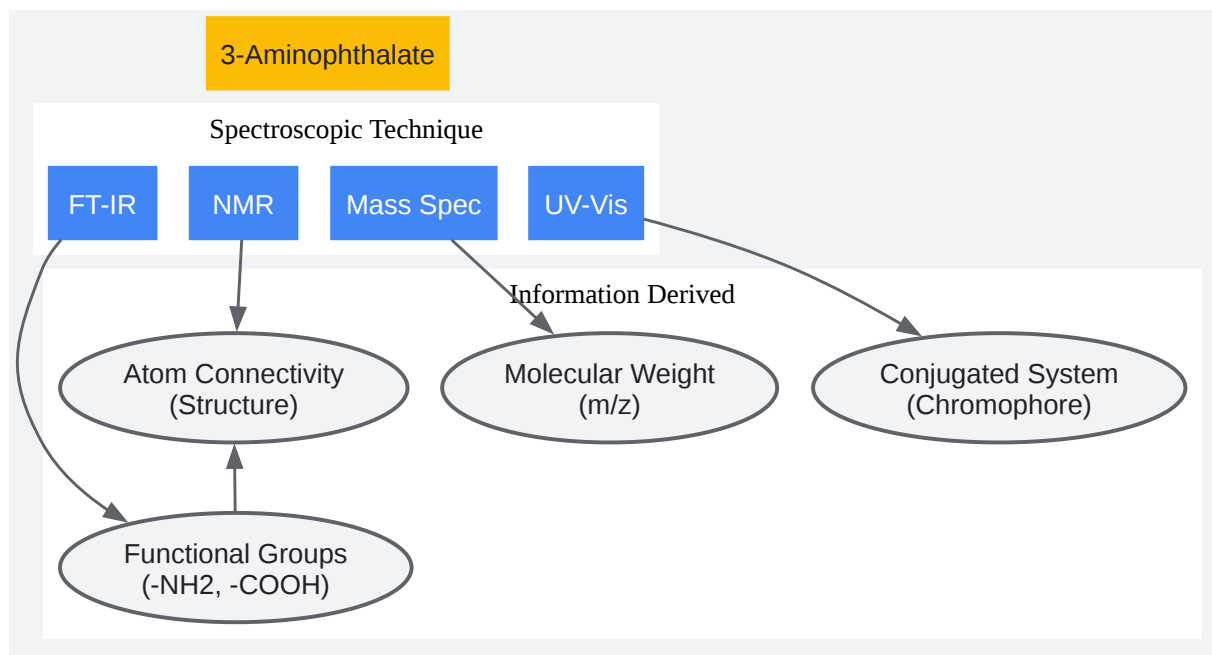 3-Aminophthalate
Spectroscopic Technique
FT-IR
NMR
Mass Spec
UV-Vis
Information Derived
Atom Connectivity
(Structure)
Molecular Weight
(m/z)
Conjugated System
(Chromophore)
Functional Groups
(-NH2, -COOH)